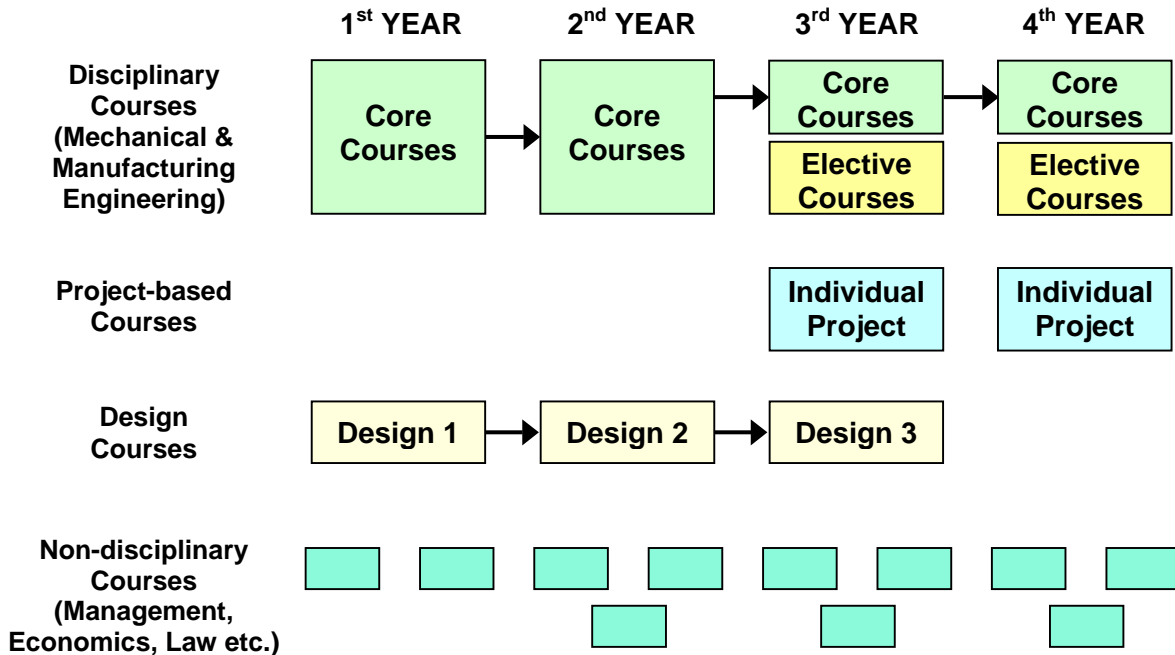 1st YEAR
2nd YEAR
3rd YEAR
4th YEAR
Disciplinary
Courses
(Mechanical &
Manufacturing
Engineering)
Core
Courses
Core
Courses
Core
Courses
Core
Courses
Elective
Courses
Elective
Courses
Project-based
Courses
Individual
Project
Individual
Project
Design
Courses
Design 1
Design 2
Design 3
Non-disciplinary
Courses
(Management,
Economics, Law etc.)